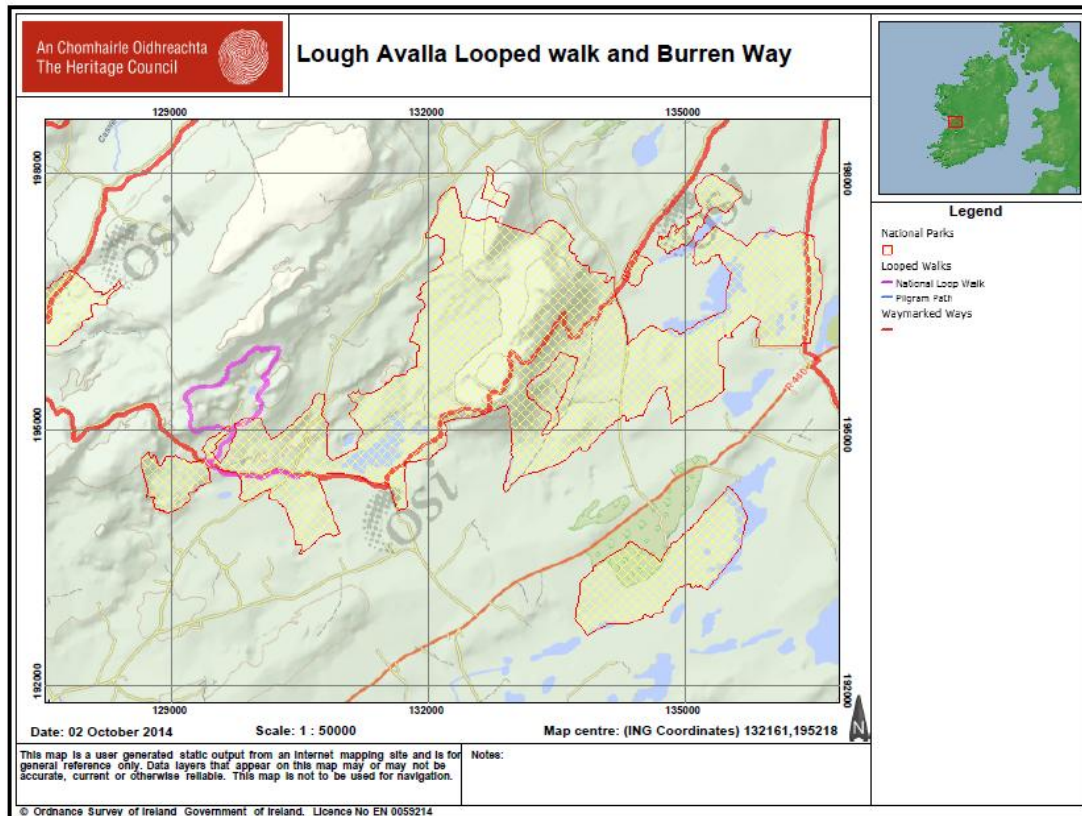 An Chomhairle Oidhreachta
The Heritage Council
Lough Avalla Looped walk and Burren Way
129000
132000
135000
198000
198000
195000
195000
192000
192000
129000
132000
135000
OSi
OSi
OSi
Legend
National Parks
Looped Walks
National Loop Walk
Pilgram Path
Waymarked Ways
Date: 02 October 2014
Scale: 1 : 50000
Map centre: (ING Coordinates) 132161,195218
N
This map is a user generated static output from an Internet mapping site and is for
general reference only. Data layers that appear on this map may or may not be
accurate, current or otherwise reliable. This map is not to be used for navigation.
Notes:
© Ordnance Survey of Ireland Government of Ireland. Licence No EN 0059214